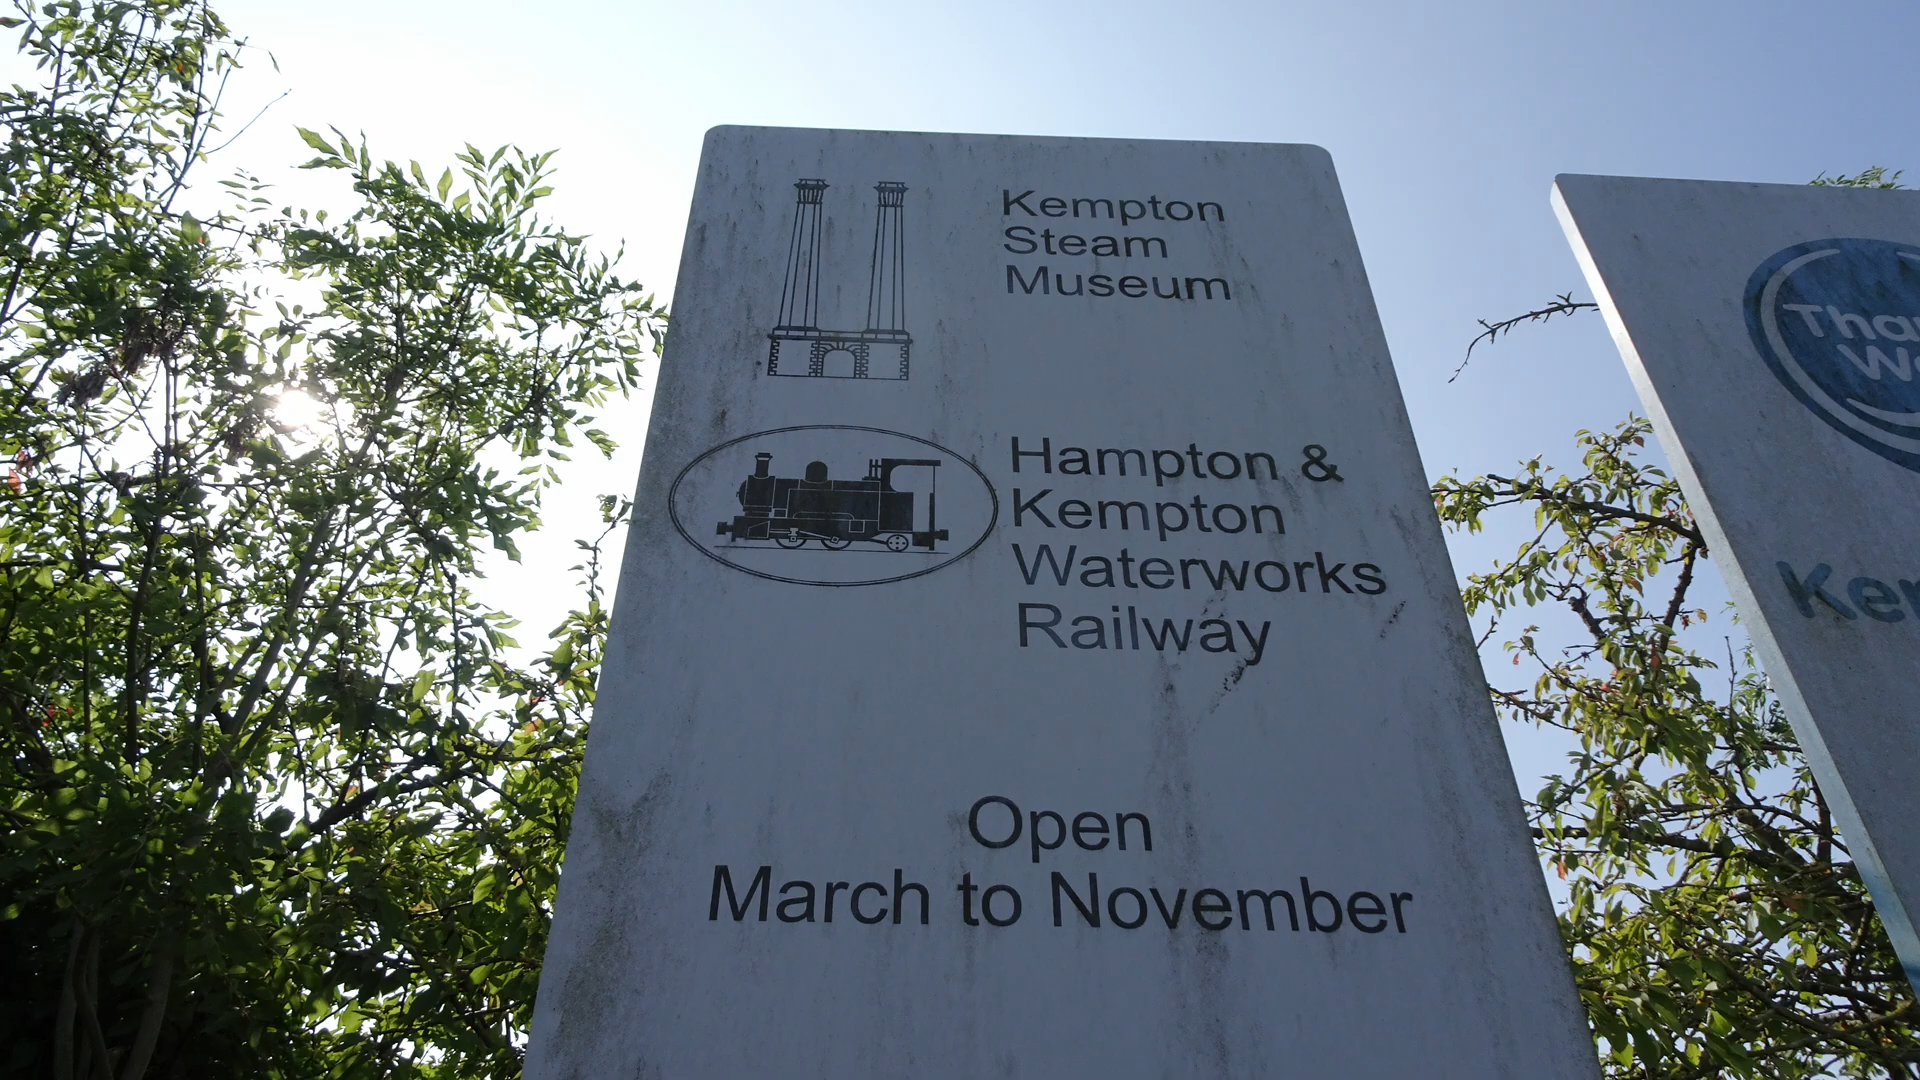 Kempton
Steam
Museum
Hampton &
Kempton
Waterworks
Railway
Open
March to November